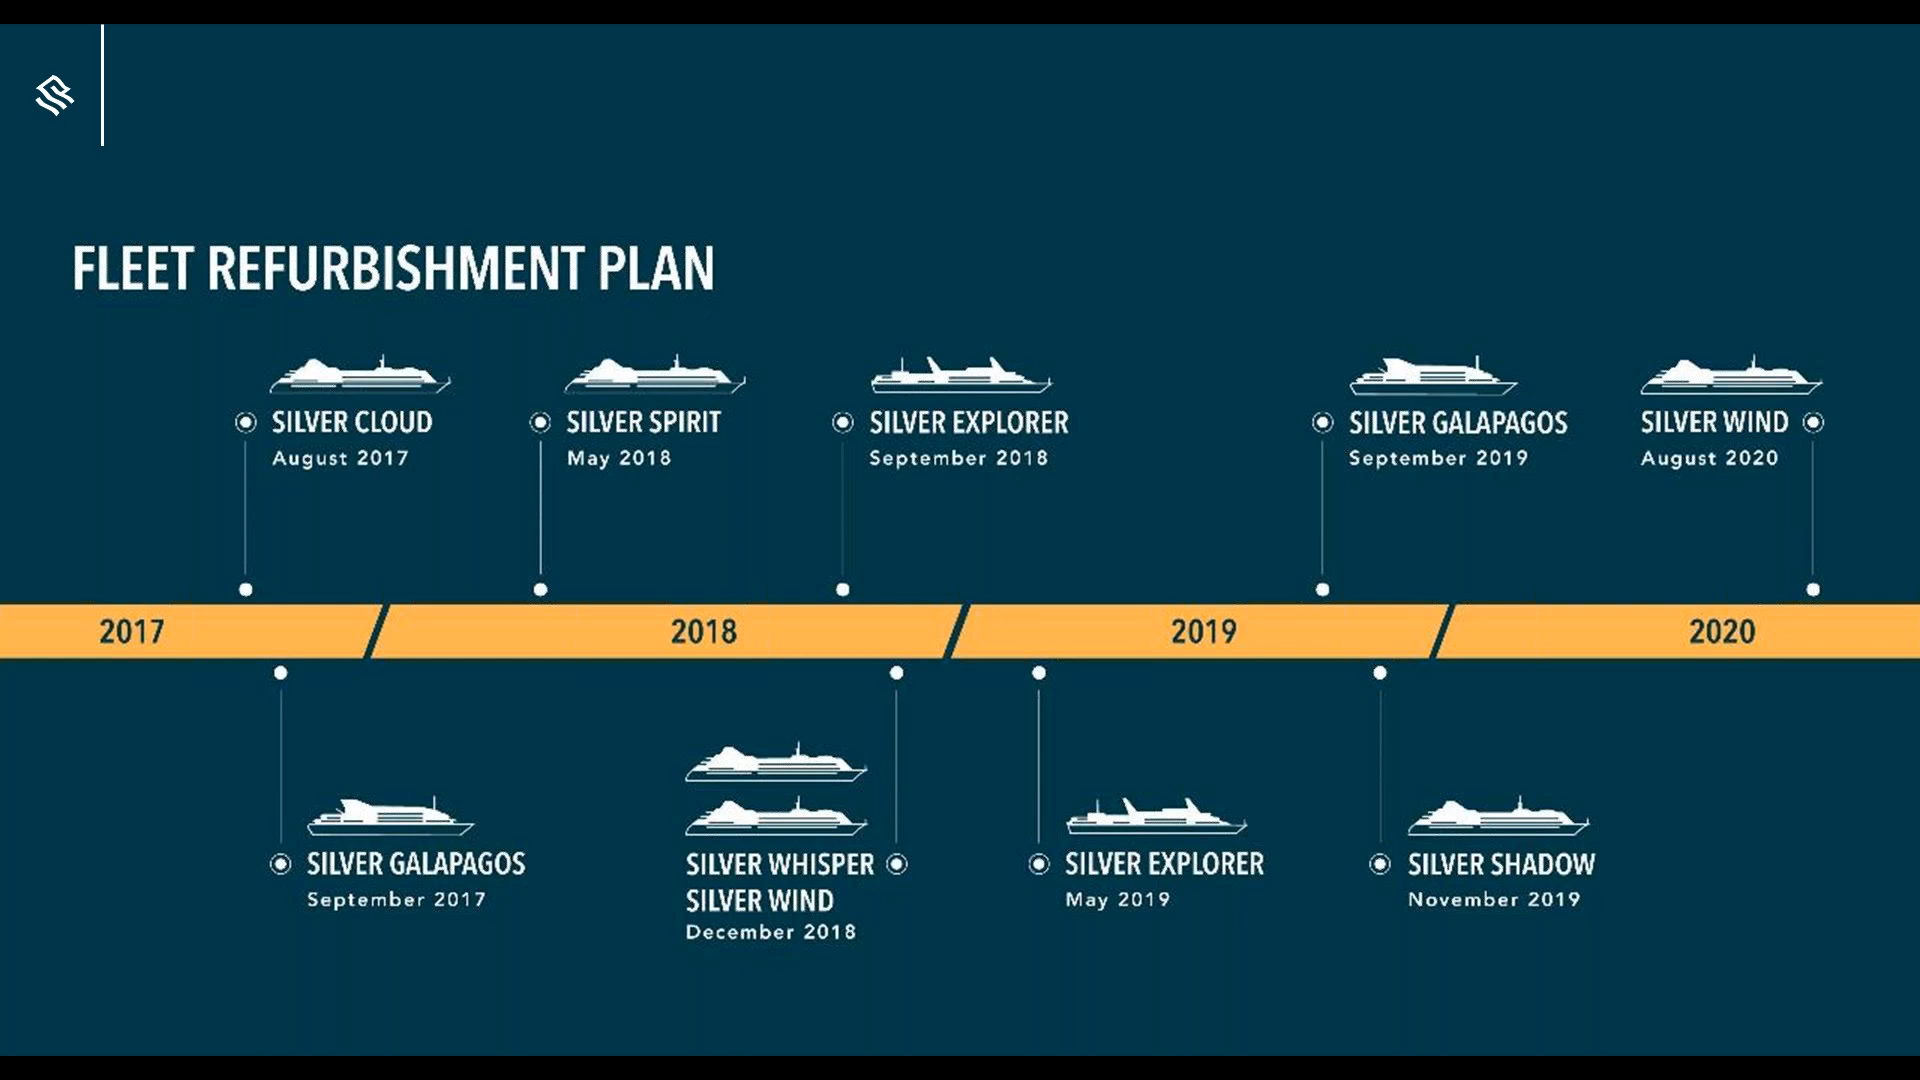 FLEET REFURBISHMENT PLAN
SILVER CLOUD
August 2017
SILVER SPIRIT
May 2018
SILVER EXPLORER
September 2018
SILVER GALAPAGOS
September 2019
SILVER WIND
August 2020
2017
2018
2019
2020
SILVER GALAPAGOS
September 2017
SILVER WHISPER
SILVER WIND
December 2018
SILVER EXPLORER
May 2019
SILVER SHADOW
November 2019